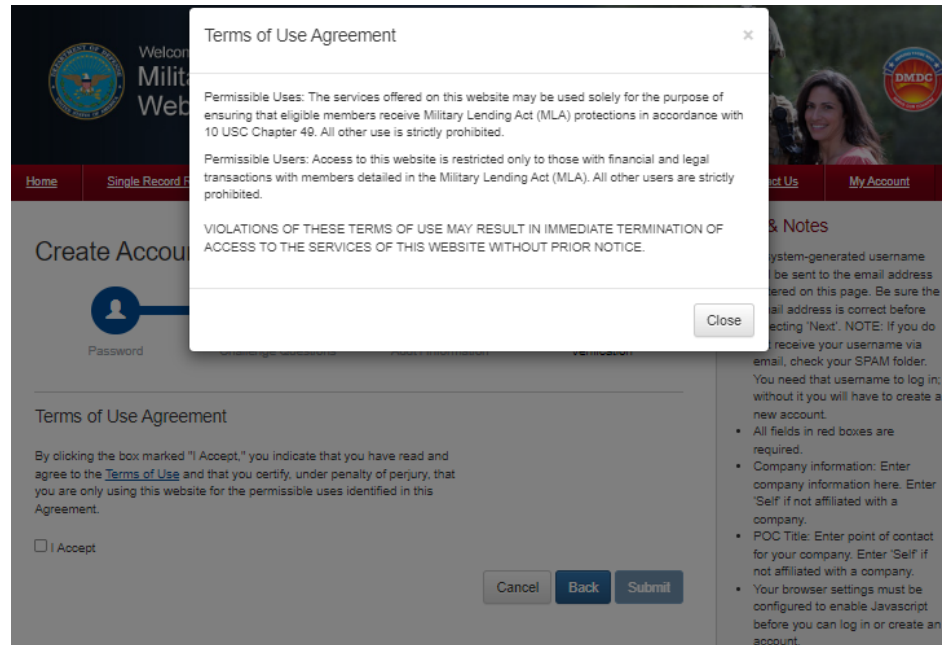 Terms of Use Agreement
×
Permissible Uses: The services offered on this website may be used solely for the purpose of
ensuring that eligible members receive Military Lending Act (MLA) protections in accordance with
10 USC Chapter 49. All other use is strictly prohibited.
Permissible Users: Access to this website is restricted only to those with financial and legal
transactions with members detailed in the Military Lending Act (MLA). All other users are strictly
prohibited.
VIOLATIONS OF THESE TERMS OF USE MAY RESULT IN IMMEDIATE TERMINATION OF
ACCESS TO THE SERVICES OF THIS WEBSITE WITHOUT PRIOR NOTICE.
Close
Welcon
Milita
Web
DMDC
Home
Single Record R
ct Us
My Account
Create Accou
Password
Challenge Questions
Acct Information
Verification
Terms of Use Agreement
By clicking the box marked "I Accept," you indicate that you have read and
agree to the Terms of Use and that you certify, under penalty of perjury, that
you are only using this website for the permissible uses identified in this
Agreement.
I Accept
Cancel
Back
Submit
& Notes
ystem-generated username
be sent to the email address
tered on this page. Be sure the
ail address is correct before
ecting 'Next'. NOTE: If you do
t receive your username via
email, check your SPAM folder.
You need that username to log in;
without it you will have to create a
new account.
• All fields in red boxes are
required.
• Company information: Enter
company information here. Enter
'Self' if not affiliated with a
company.
• POC Title: Enter point of contact
for your company. Enter 'Self' if
not affiliated with a company.
• Your browser settings must be
configured to enable Javascript
before you can log in or create an
account.